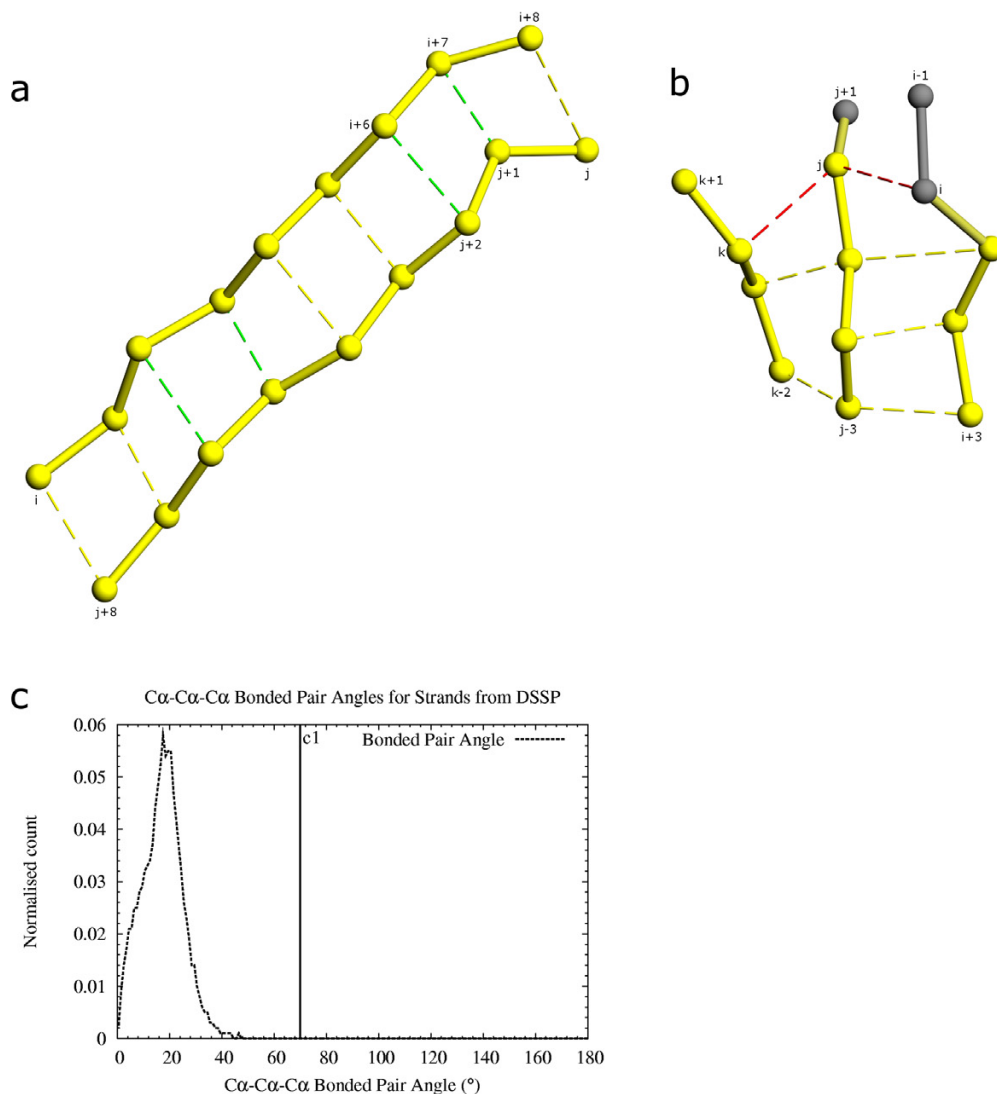 a
i+8
i+7
i+6
j+1
j
j+2
i
j+8
b
j+1
i-1
k+1
j
i
k
k-2
j-3
i+3
c
Cα-Cα-Cα Bonded Pair Angles for Strands from DSSP
0.06
c1
Bonded Pair Angle
0.05
0.04
0.03
0.02
0.01
0
Normalised count
0 20 40 60 80 100 120 140 160 180
Cα-Cα-Cα Bonded Pair Angle (°)